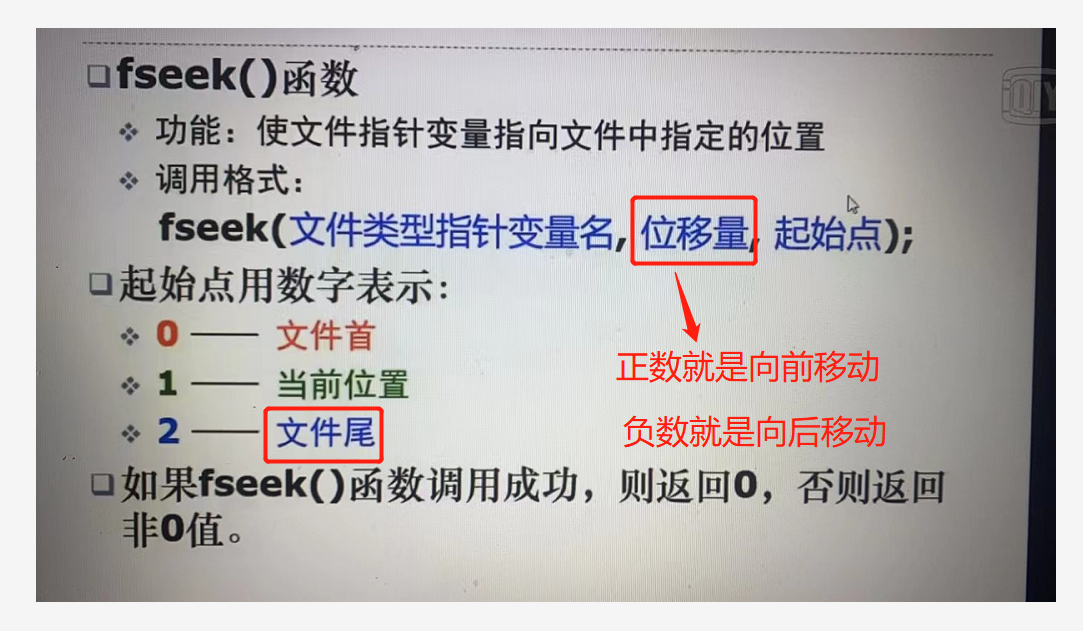 fseek()函数
功能：使文件指针变量指向文件中指定的位置
调用格式：
fseek(文件类型指针变量名, 位移量, 起始点);
起始点用数字表示：
0 —— 文件首
正数就是向前移动
1 —— 当前位置
2 —— 文件尾
负数就是向后移动
如果fseek()函数调用成功，则返回0，否则返回
非0值。